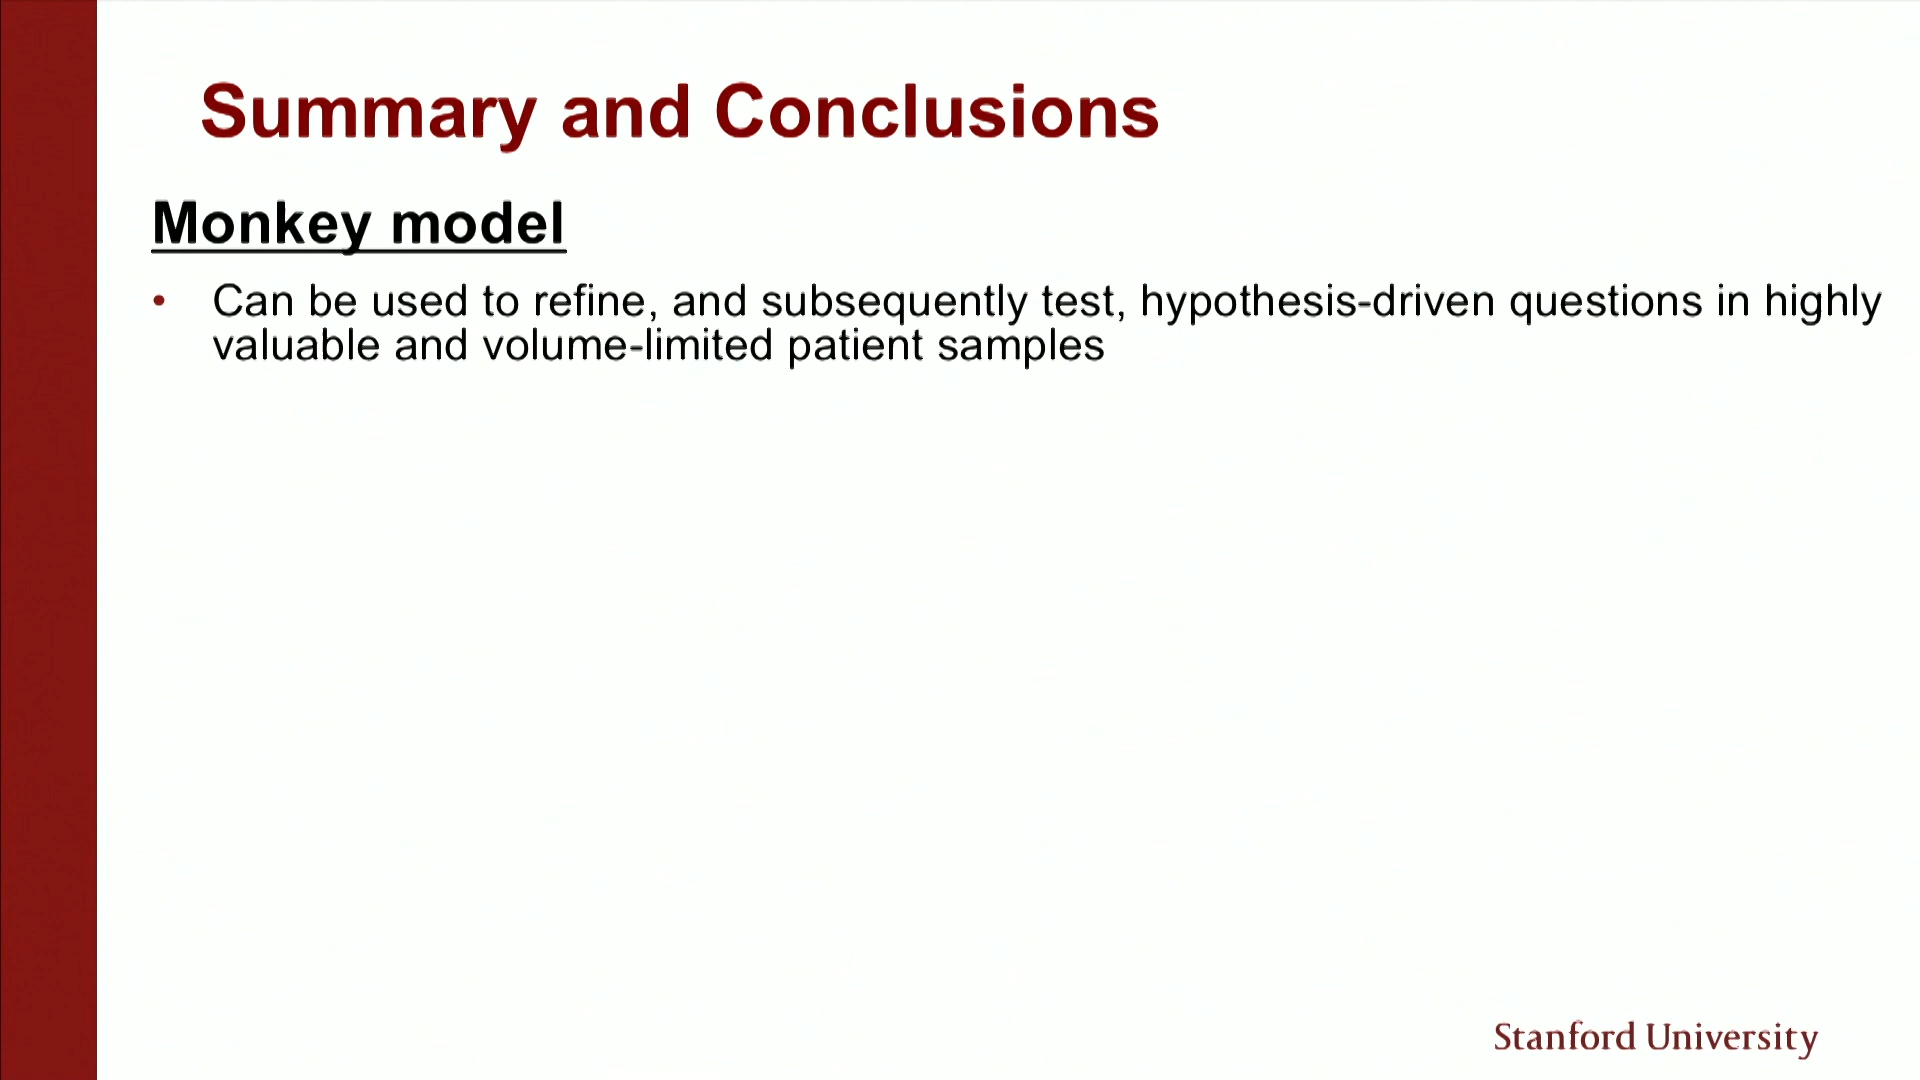 Summary and Conclusions
Monkey model
• Can be used to refine, and subsequently test, hypothesis-driven questions in highly
valuable and volume-limited patient samples
Stanford University